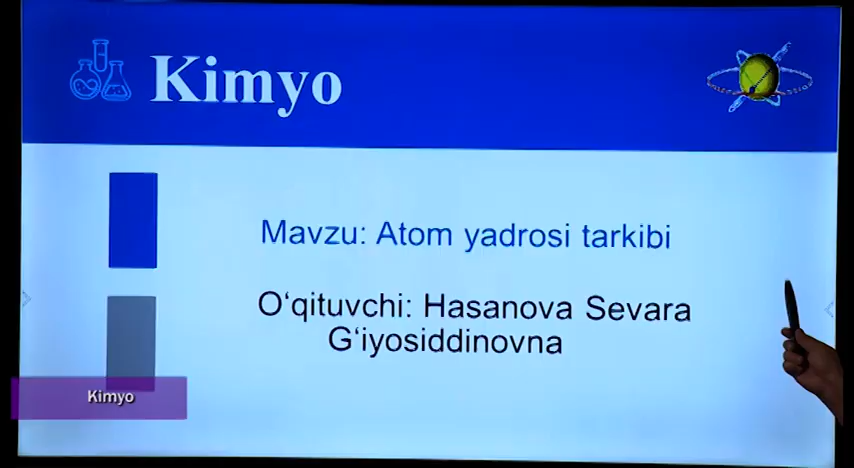 Kimyo
Mavzu: Atom yadrosi tarkibi
O‘qituvchi: Hasanova Sevara
G‘iyosiddinovna
Kimyo